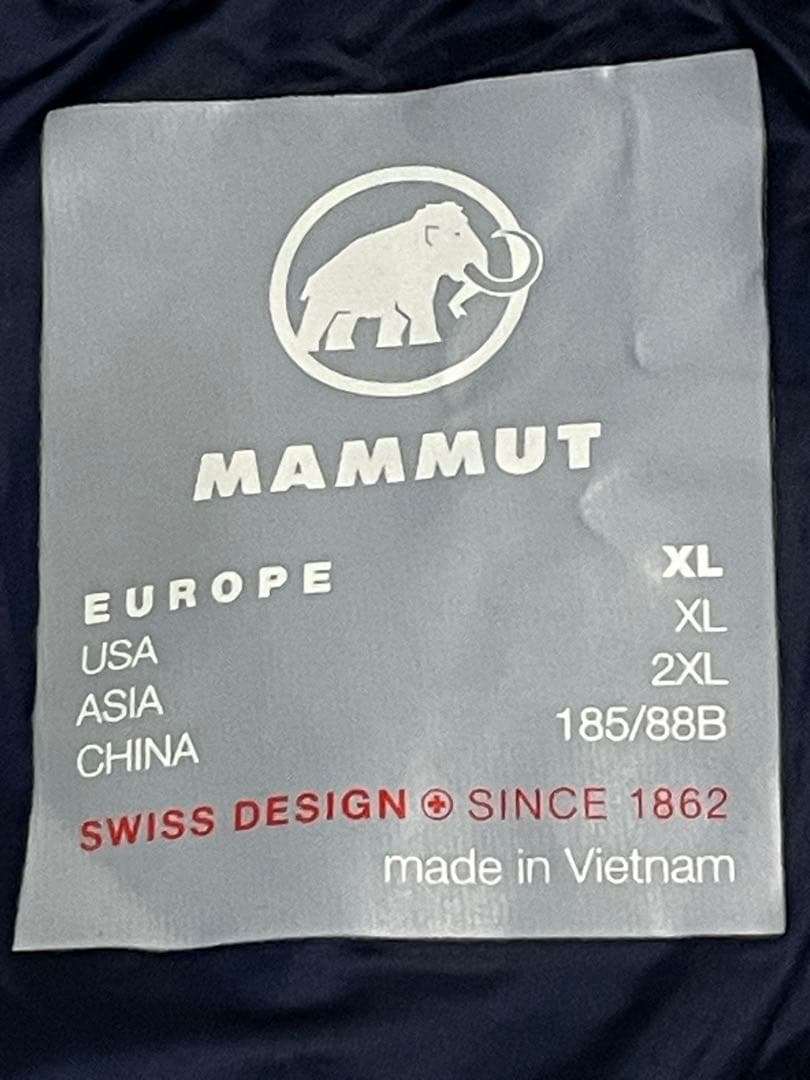 MAMMUT
EUROPE XL
USA XL
ASIA 2XL
CHINA 185/88B
SWISS DESIGN SINCE 1862
made in Vietnam